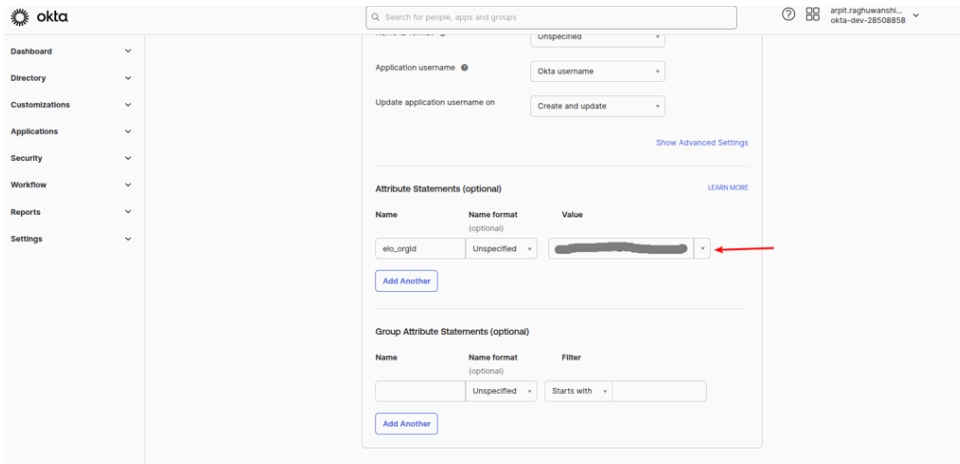 okta
Search for people, apps and groups
arpit.raghuwanshi...
okta-dev-28508858
Dashboard
Directory
Customizations
Applications
Security
Workflow
Reports
Settings
Unspecified
Application username
Okta username
Update application username on
Create and update
Show Advanced Settings
Attribute Statements (optional)
LEARN MORE
Name Name format (optional) Value
elo_orgId Unspecified
Add Another
Group Attribute Statements (optional)
Name Name format (optional) Filter
Unspecified Starts with
Add Another